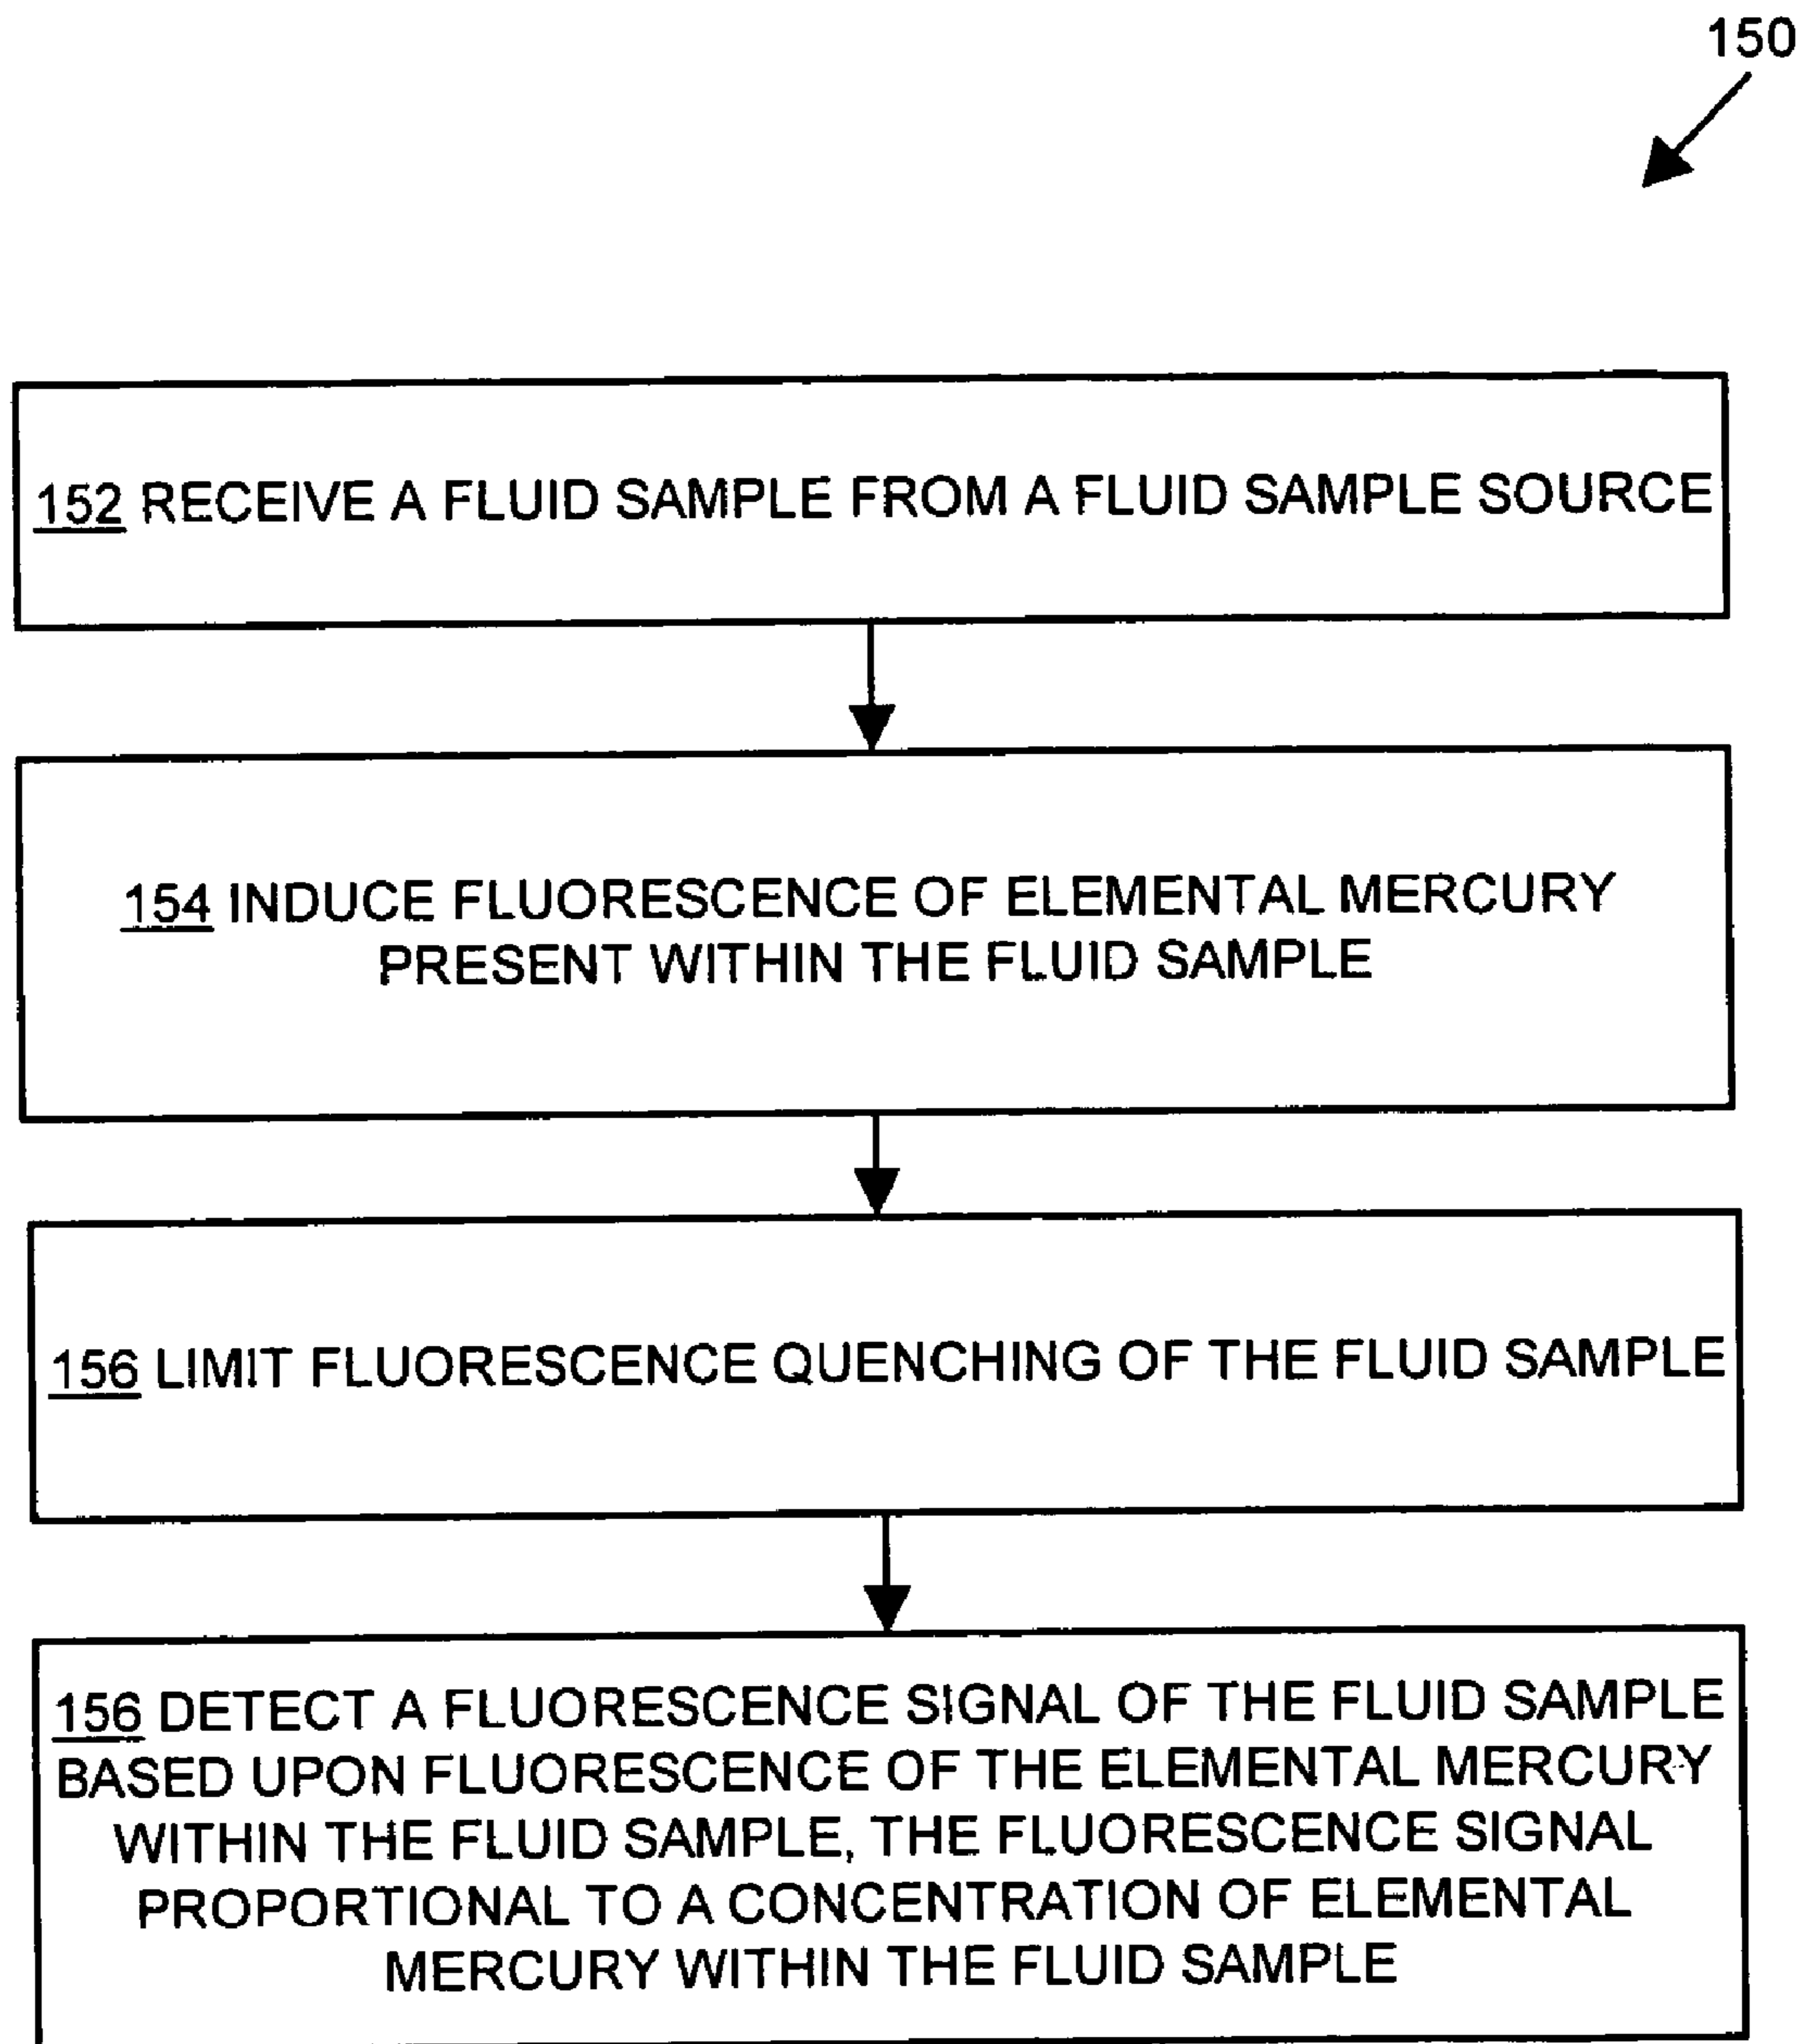 150
152 RECEIVE A FLUID SAMPLE FROM A FLUID SAMPLE SOURCE
154 INDUCE FLUORESCENCE OF ELEMENTAL MERCURY
PRESENT WITHIN THE FLUID SAMPLE
156 LIMIT FLUORESCENCE QUENCHING OF THE FLUID SAMPLE
156 DETECT A FLUORESCENCE SIGNAL OF THE FLUID SAMPLE
BASED UPON FLUORESCENCE OF THE ELEMENTAL MERCURY
WITHIN THE FLUID SAMPLE, THE FLUORESCENCE SIGNAL
PROPORTIONAL TO A CONCENTRATION OF ELEMENTAL
MERCURY WITHIN THE FLUID SAMPLE